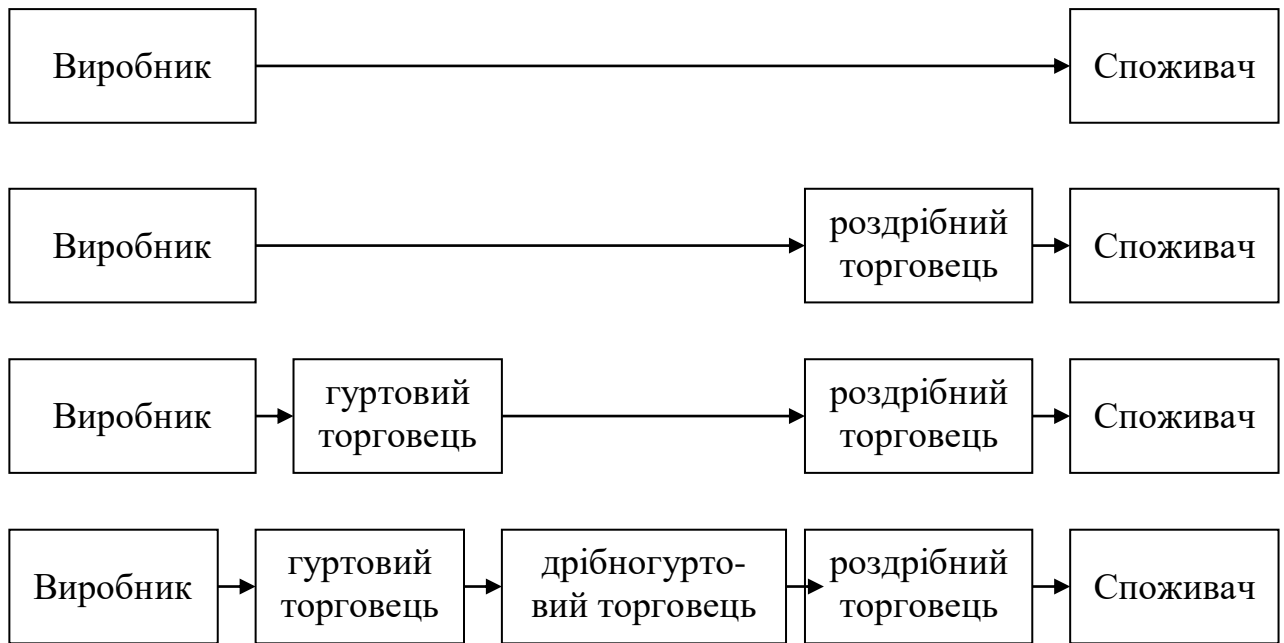 Виробник
Споживач
Виробник
роздрібний
торговець
Споживач
Виробник
гуртовий
торговець
роздрібний
торговець
Споживач
Виробник
гуртовий
торговець
дрібногурто-
вий торговець
роздрібний
торговець
Споживач